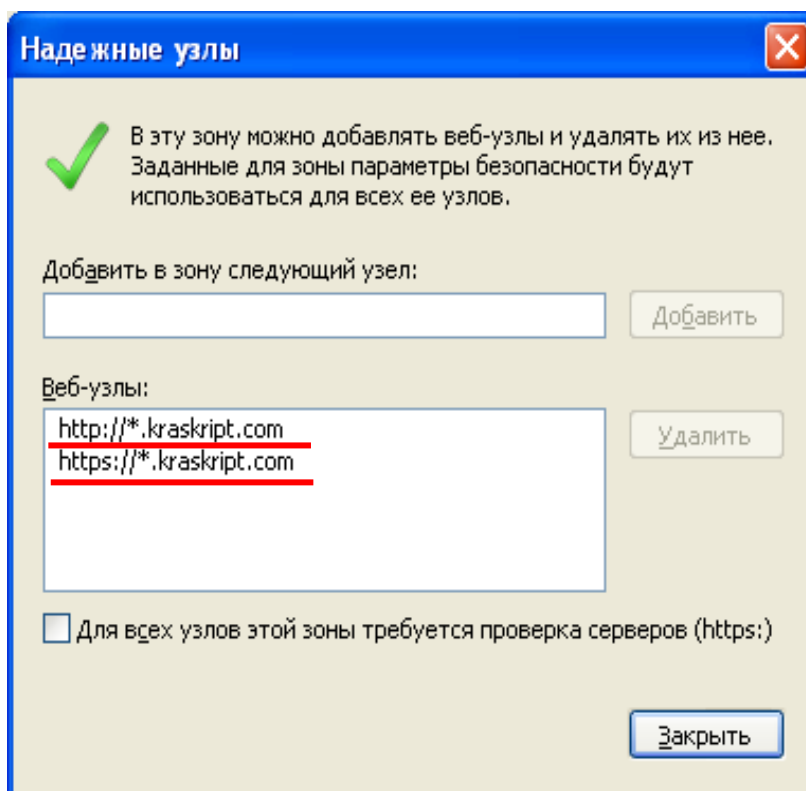 Надежные узлы
В эту зону можно добавлять веб-узлы и удалять их из нее.
Заданные для зоны параметры безопасности будут
использоваться для всех ее узлов.
Добавить в зону следующий узел:
Добавить
Веб-узлы:
http://*.kraskript.com
https://*.kraskript.com
Удалить
Для всех узлов этой зоны требуется проверка серверов (https:)
Закрыть